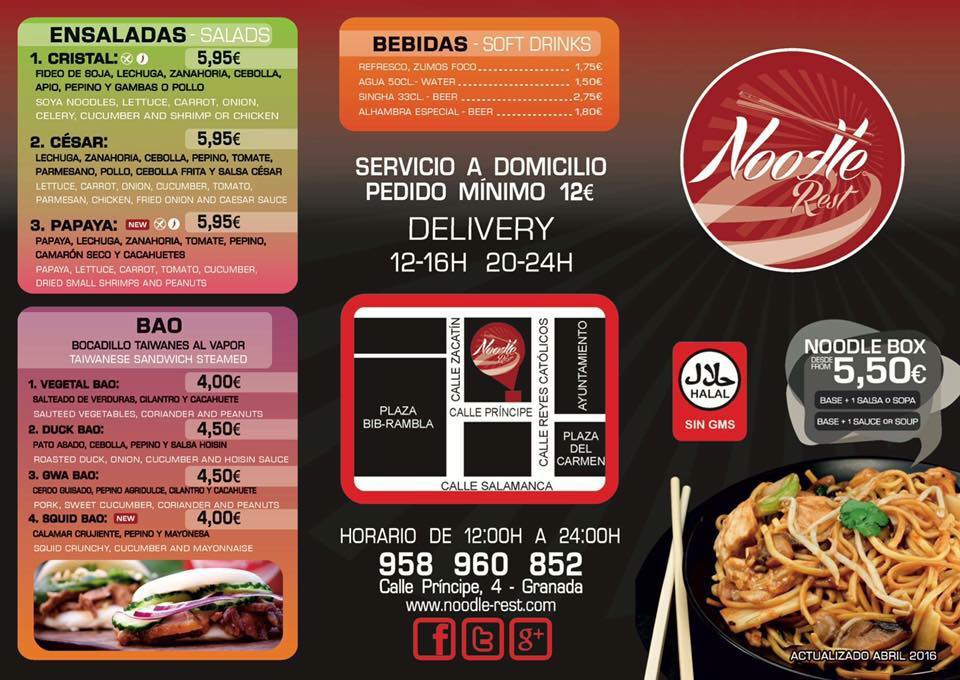 ENSALADAS - SALADS
1. CRISTAL: 5,95€
FIDEO DE SOJA, LECHUGA, ZANAHORIA, CEBOLLA,
APIO, PEPINO Y GAMBAS O POLLO
SOYA NOODLES, LETTUCE, CARROT, ONION,
CELERY, CUCUMBER AND SHRIMP OR CHICKEN
2. CÉSAR: 5,95€
LECHUGA, ZANAHORIA, CEBOLLA, PEPINO, TOMATE,
PARMESANO, POLLO, CEBOLLA FRITA Y SALSA CÉSAR
LETTUCE, CARROT, ONION, CUCUMBER, TOMATO,
PARMESAN, CHICKEN, FRIED ONION AND CAESAR SAUCE
3. PAPAYA: NEW 5,95€
PAPAYA, LECHUGA, ZANAHORIA, TOMATE, PEPINO,
CAMARÓN SECO Y CACAHUETES
PAPAYA, LETTUCE, CARROT, TOMATO, CUCUMBER,
DRIED SMALL SHRIMPS AND PEANUTS
BAO
BOCADILLO TAIWANES AL VAPOR
TAIWANESE SANDWICH STEAMED
1. VEGETAL BAO: 4,00€
SALTEADO DE VERDURAS, CILANTRO Y CACAHUETE
SAUTEED VEGETABLES, CORIANDER AND PEANUTS
2. DUCK BAO: 4,50€
PATO ASADO, CEBOLLA, PEPINO Y SALSA HOISIN
ROASTED DUCK, ONION, CUCUMBER AND HOISIN SAUCE
3. GWA BAO: 4,50€
CERDO GUISADO, PEPINO AGRIDULCE, CILANTRO Y CACAHUETE
PORK, SWEET CUCUMBER, CORIANDER AND PEANUTS
4. SQUID BAO: NEW 4,00€
CALAMAR CRUJIENTE, PEPINO Y MAYONESA
SQUID CRUNCHY, CUCUMBER AND MAYONNAISE
BEBIDAS - SOFT DRINKS
REFRESCO, ZUMOS FOCO 1,75€
AGUA 50CL.- WATER 1,50€
SINGHA 33CL. - BEER 2,75€
ALHAMBRA ESPECIAL - BEER 1,80€
SERVICIO A DOMICILIO
PEDIDO MÍNIMO 12€
DELIVERY
12-16H 20-24H
CALLE ZACATÍN
Noodle
Rest
CALLE REYES CATÓLICOS
AYUNTAMIENTO
PLAZA
BIB-RAMBLA
CALLE PRÍNCIPE
PLAZA
DEL
CARMEN
CALLE SALAMANCA
HORARIO DE 12:00H A 24:00H
958 960 852
Calle Príncipe, 4 - Granada
www.noodle-rest.com
f t g+
Noodle
Rest
حلال
HALAL
SIN GMS
NOODLE BOX
DESDE
FROM 5,50€
BASE + 1 SALSA O SOPA
BASE + 1 SAUCE OR SOUP
ACTUALIZADO ABRIL 2016